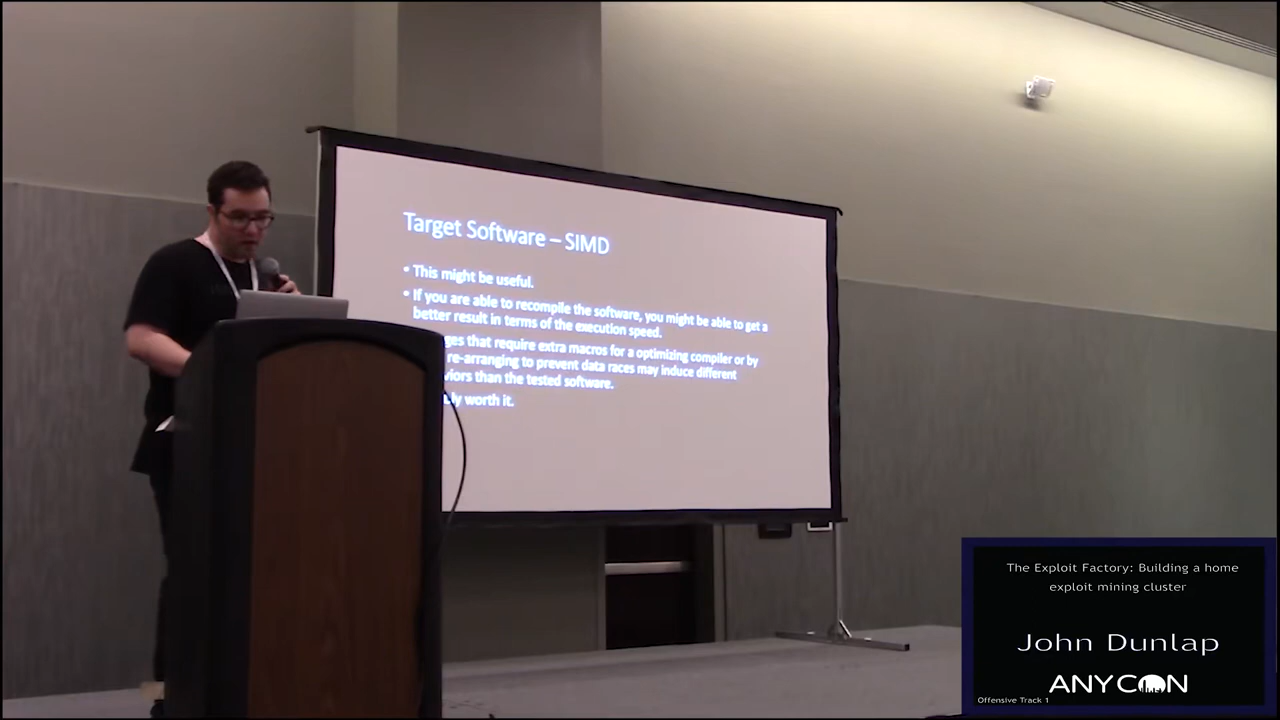 Target Software – SIMD
• This might be useful.
• If you are able to recompile the software, you might be able to get a
better result in terms of the execution speed.
ges that require extra macros for a optimizing compiler or by
re-arranging to prevent data races may induce different
viors than the tested software.
ly worth it.
The Exploit Factory: Building a home
exploit mining cluster
John Dunlap
ANYCON
Offensive Track 1